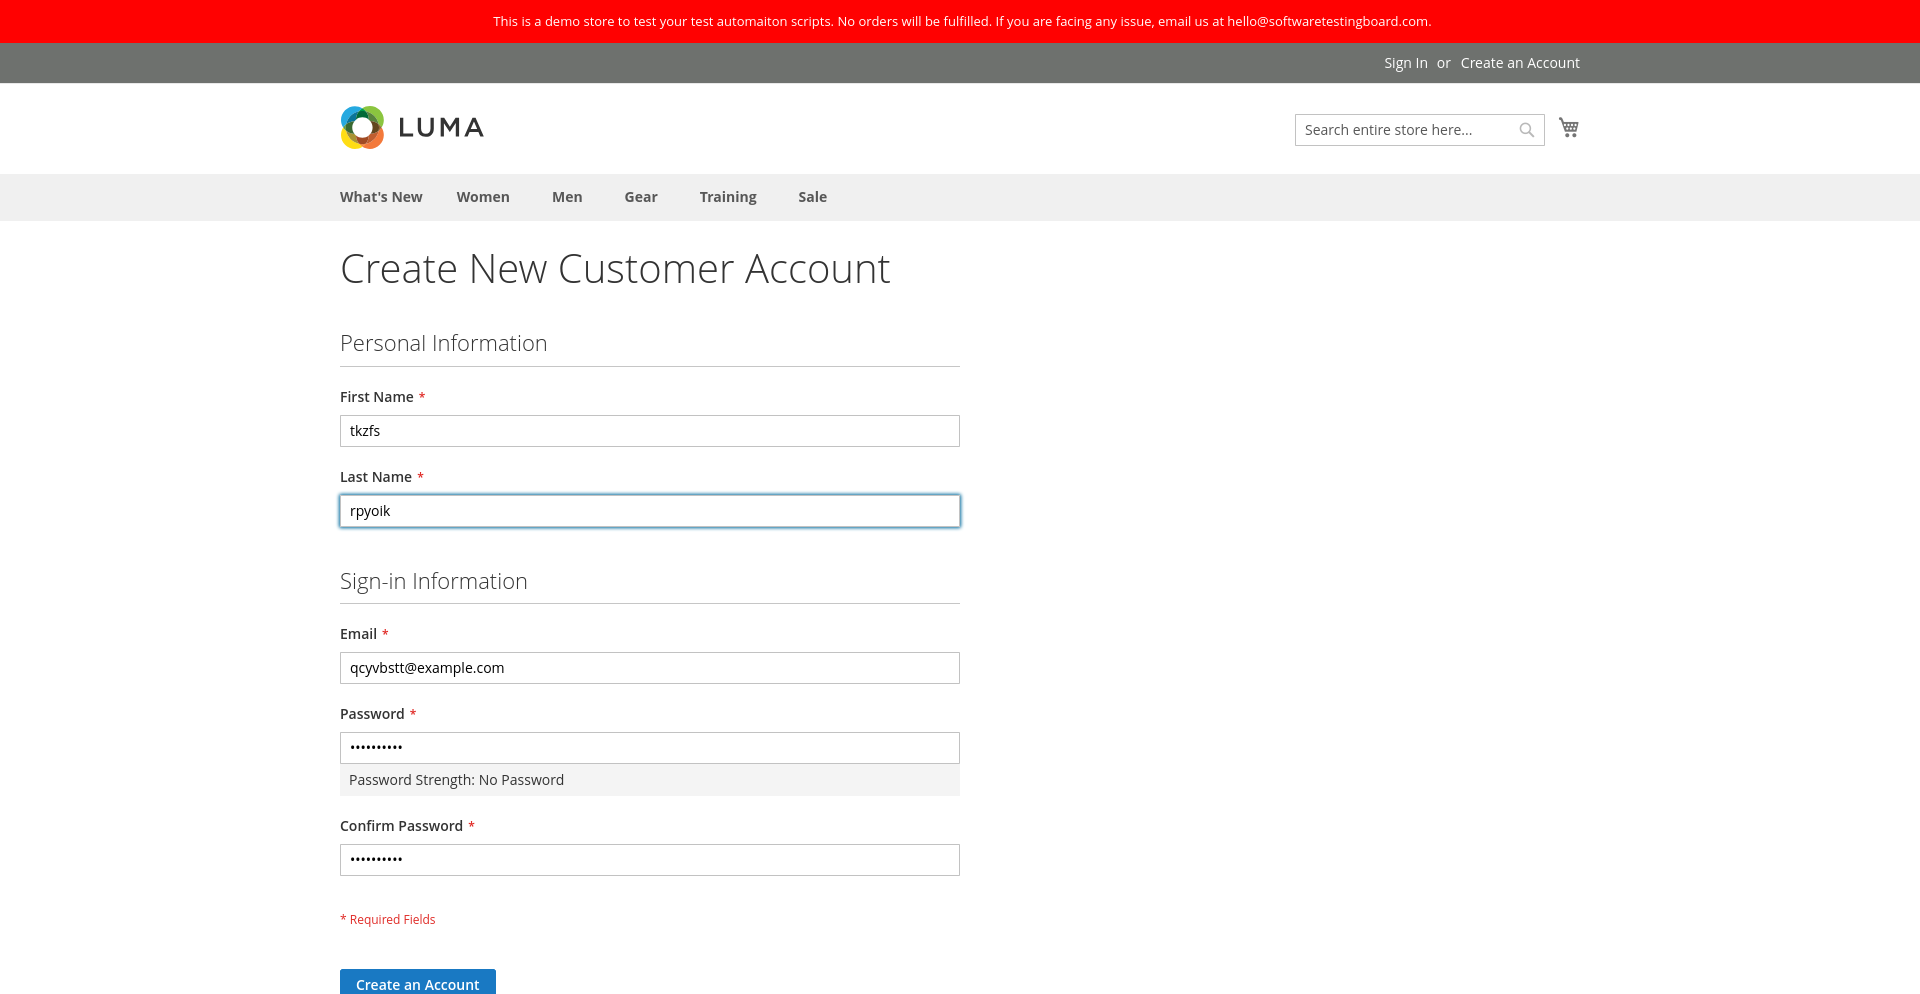 This is a demo store to test your test automaiton scripts. No orders will be fulfilled. If you are facing any issue, email us at hello@softwaretestingboard.com.
Sign In or Create an Account
LUMA
Search entire store here...
What's New Women Men Gear Training Sale
Create New Customer Account
Personal Information
First Name *
tkzfs
Last Name *
rpyoik
Sign-in Information
Email *
qcyvbstt@example.com
Password *
••••••••••
Password Strength: No Password
Confirm Password *
••••••••••
* Required Fields
Create an Account